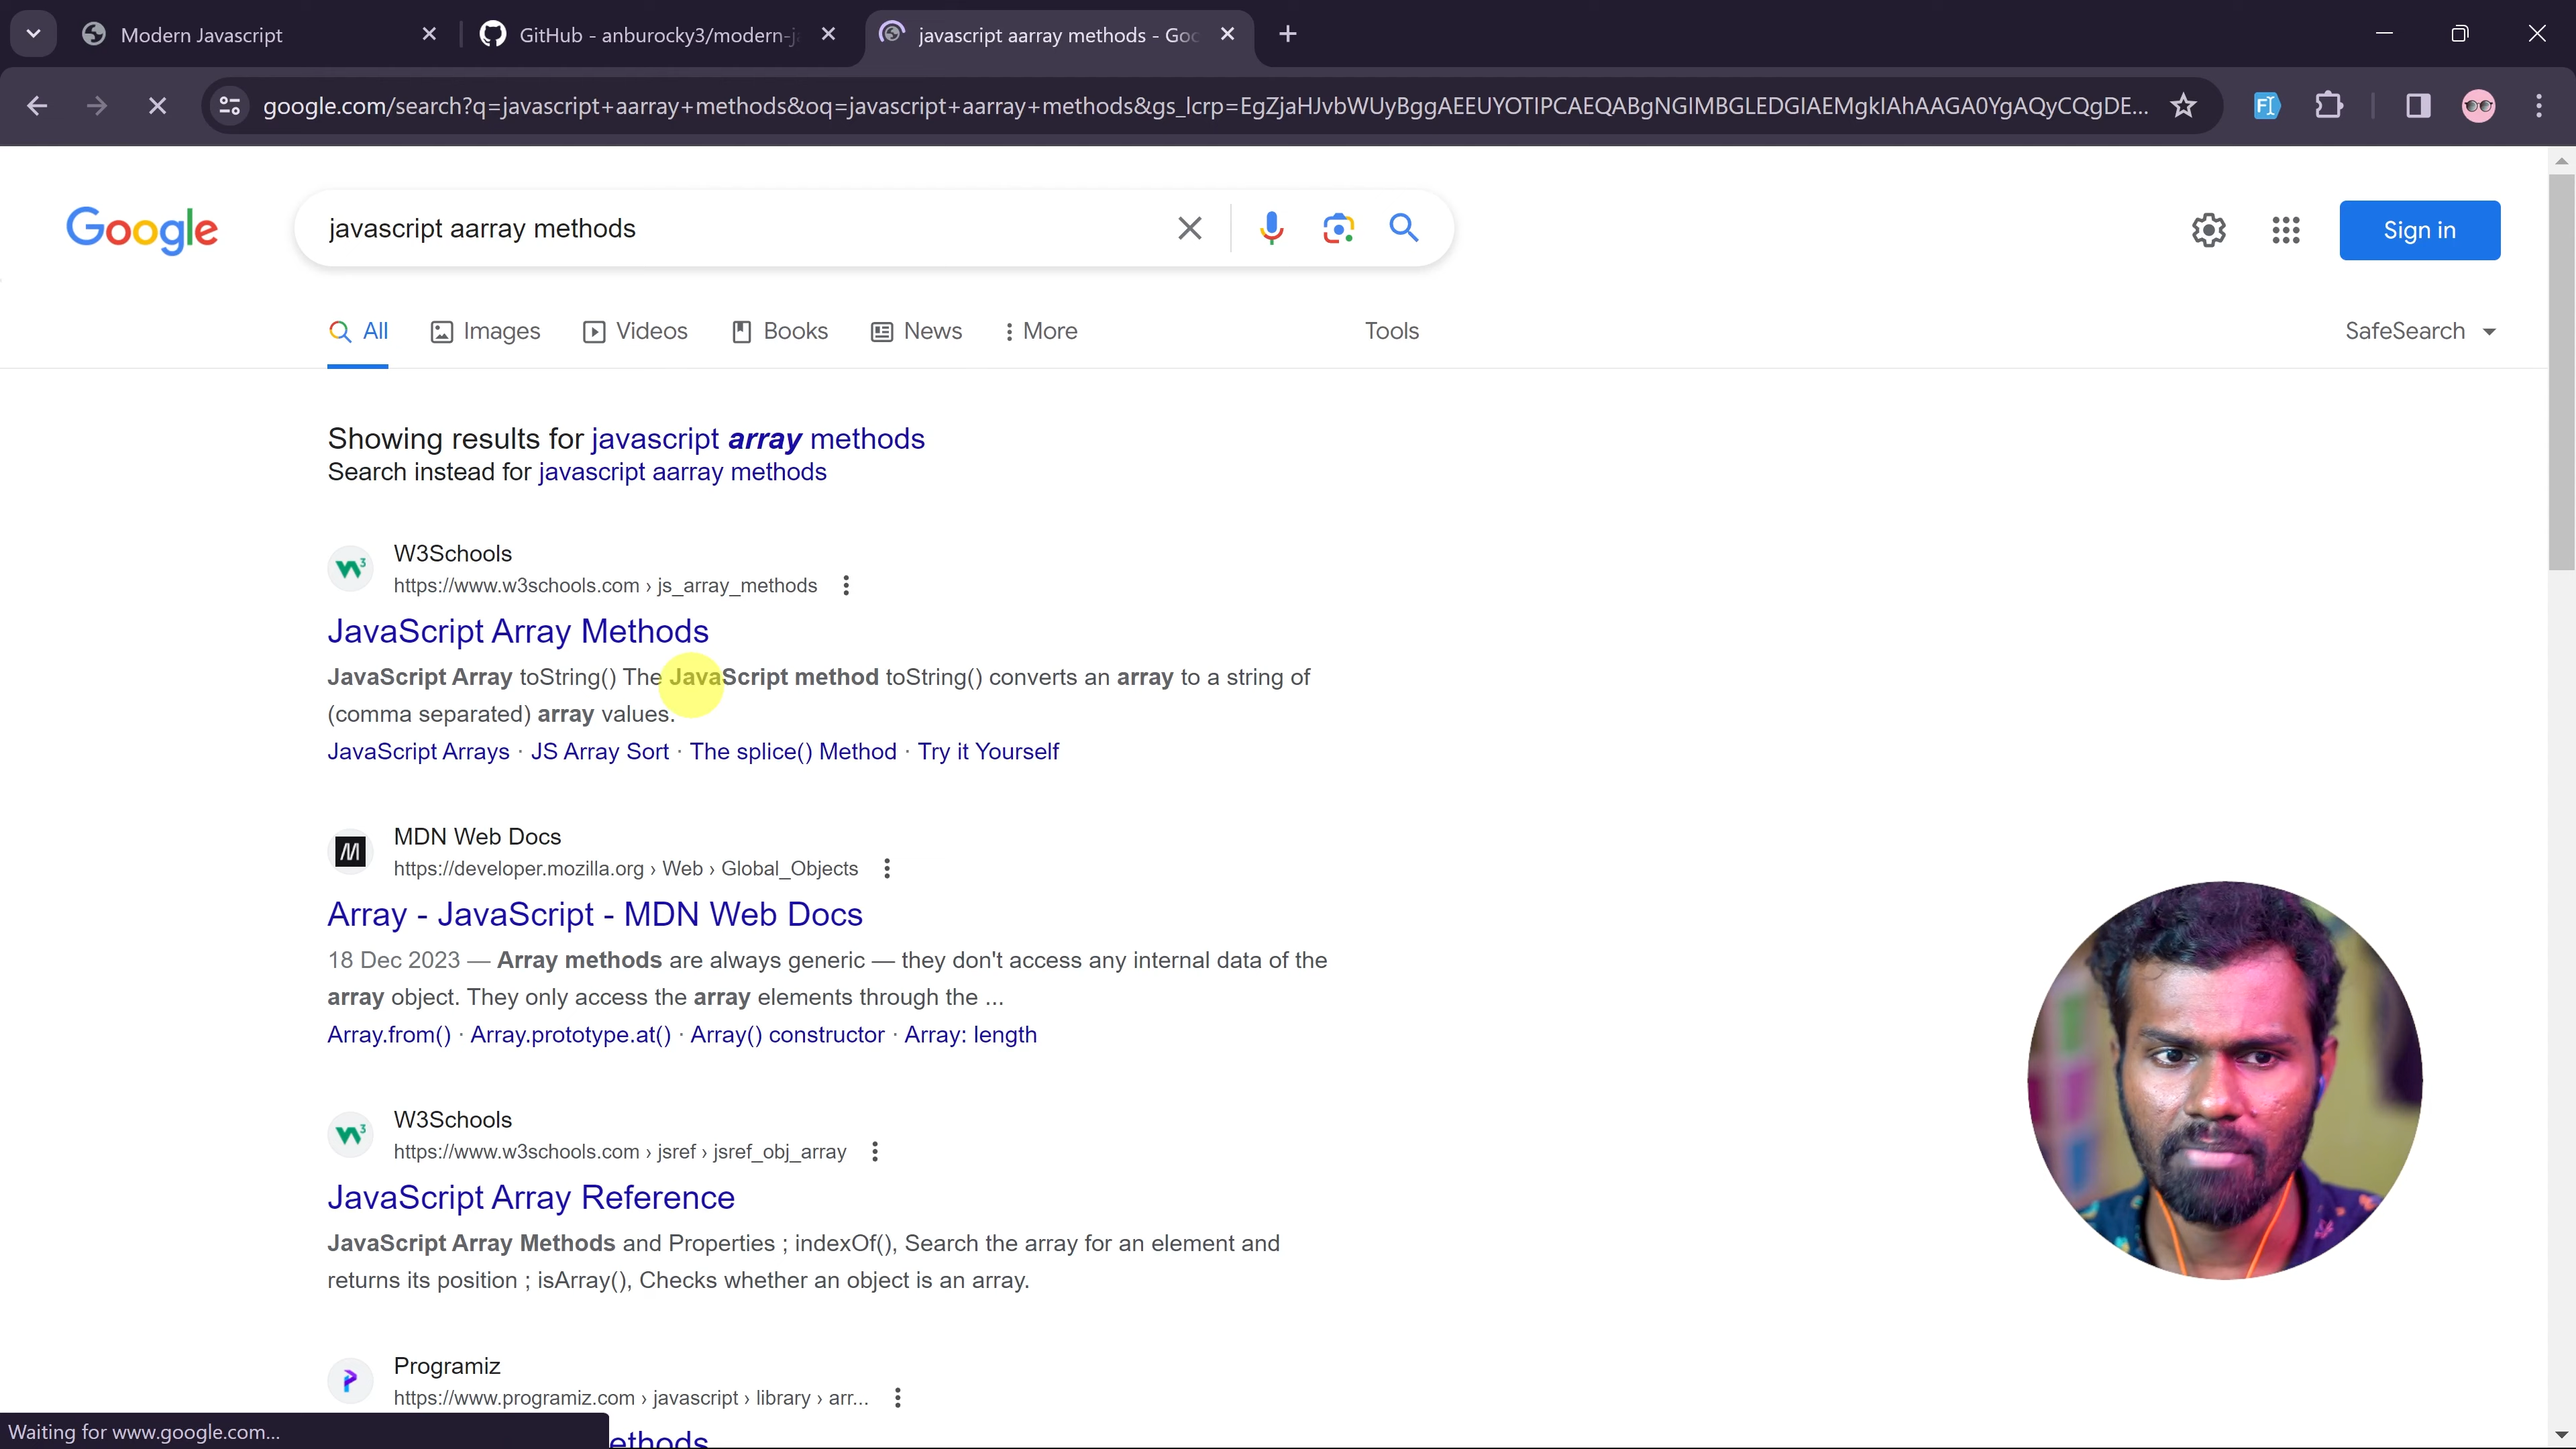 Modern Javascript
GitHub - anburocky3/modern-j
javascript aarray methods - Goo
google.com/search?q=javascript+aarray+methods&oq=javascript+aarray+methods&gs_lcrp=EgZjaHJvbWUyBggAEEUYOTIPCAEQABgNGIMBGLEDGIAEMgkIAhAAGA0YgAQyCQgDE...
Google
javascript aarray methods
Sign in
All
Images
Videos
Books
News
More
Tools
SafeSearch
Showing results for javascript array methods
Search instead for javascript aarray methods
W3Schools
https://www.w3schools.com › js_array_methods
JavaScript Array Methods
JavaScript Array toString() The JavaScript method toString() converts an array to a string of
(comma separated) array values.
JavaScript Arrays · JS Array Sort · The splice() Method · Try it Yourself
MDN Web Docs
https://developer.mozilla.org › Web › Global_Objects
Array - JavaScript - MDN Web Docs
18 Dec 2023 — Array methods are always generic — they don't access any internal data of the
array object. They only access the array elements through the ...
Array.from() · Array.prototype.at() · Array() constructor · Array: length
W3Schools
https://www.w3schools.com › jsref › jsref_obj_array
JavaScript Array Reference
JavaScript Array Methods and Properties ; indexOf(), Search the array for an element and
returns its position ; isArray(), Checks whether an object is an array.
Programiz
https://www.programiz.com › javascript › library › arr...
ethods
Waiting for www.google.com...